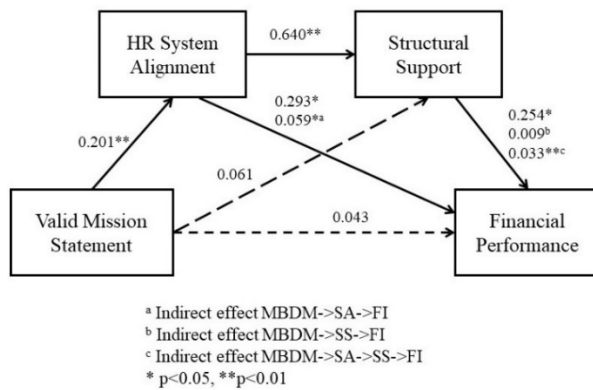 HR System
Alignment
0.640**
Structural
Support
0.293*
0.059*ᵃ
0.254*
0.009ᵇ
0.033**ᶜ
0.201**
0.061
Valid Mission
Statement
0.043
Financial
Performance
ᵃ Indirect effect MBDM->SA->FI
ᵇ Indirect effect MBDM->SS->FI
ᶜ Indirect effect MBDM->SA->SS->FI
* p<0.05, **p<0.01